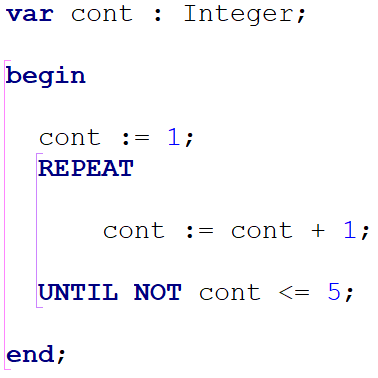 var cont : Integer;
begin
cont := 1;
REPEAT
cont := cont + 1;
UNTIL NOT cont <= 5;
end;